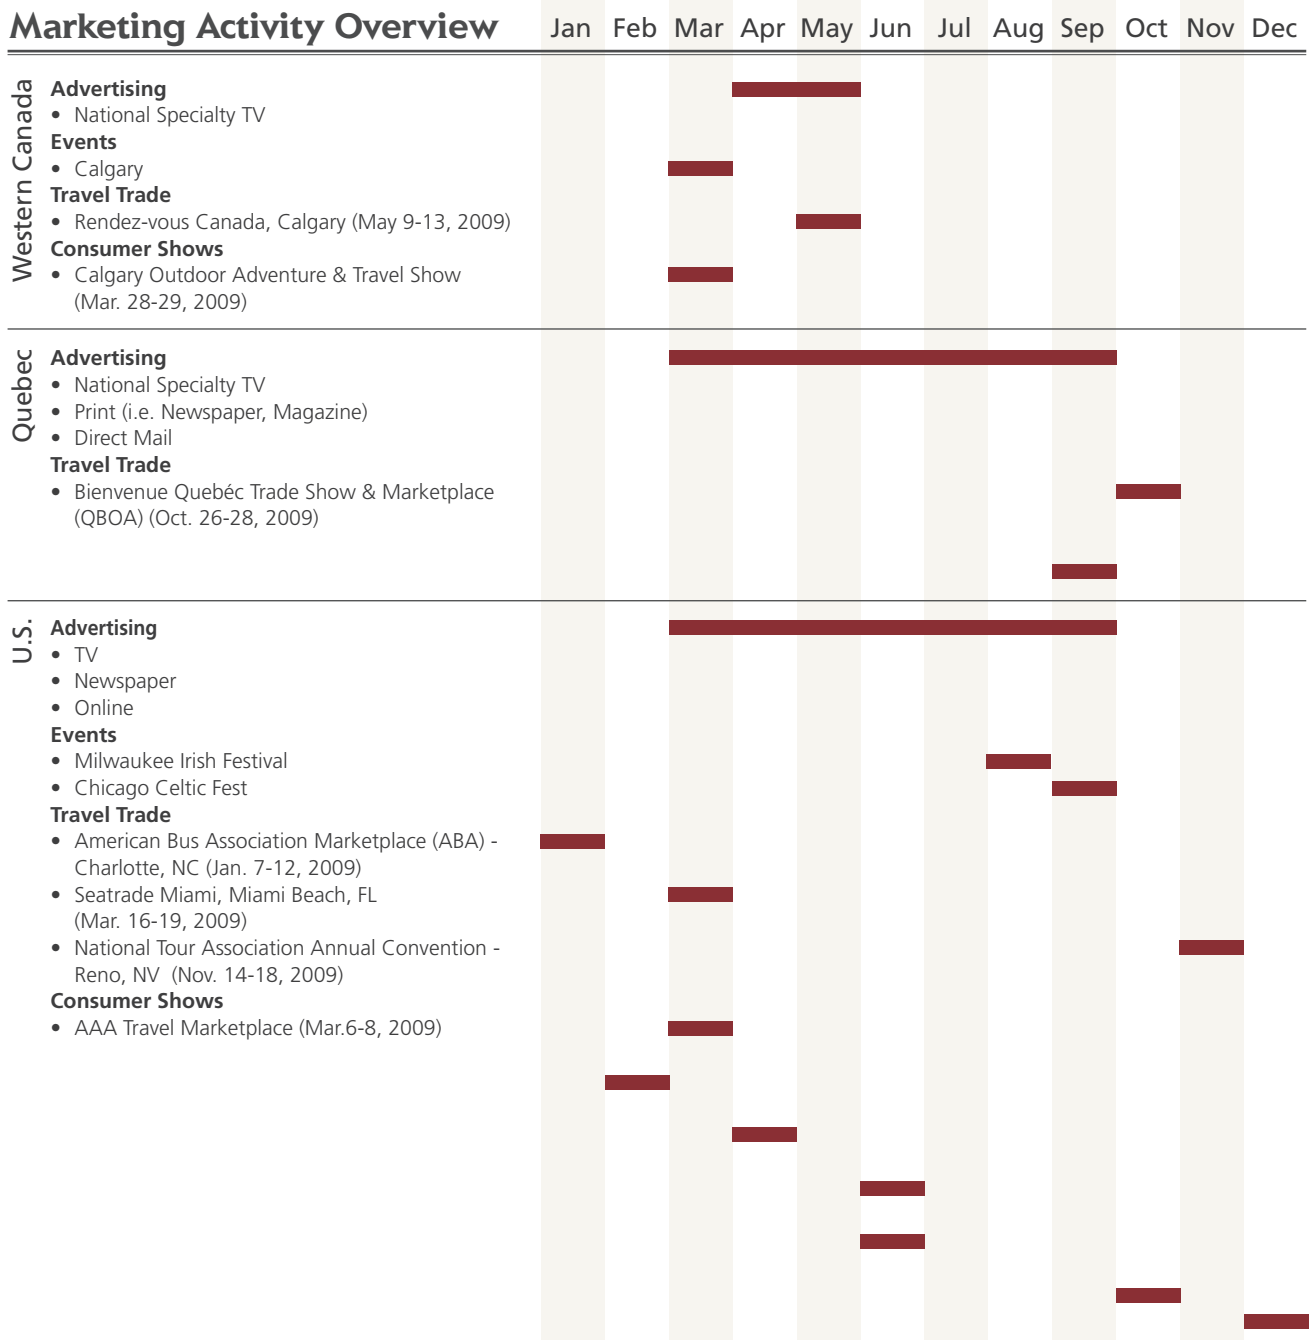 Marketing Activity Overview Jan Feb Mar Apr May Jun Jul Aug Sep Oct Nov Dec
Western Canada
Advertising
• National Specialty TV
Events
• Calgary
Travel Trade
• Rendez-vous Canada, Calgary (May 9-13, 2009)
Consumer Shows
• Calgary Outdoor Adventure & Travel Show
(Mar. 28-29, 2009)
Quebec
Advertising
• National Specialty TV
• Print (i.e. Newspaper, Magazine)
• Direct Mail
Travel Trade
• Bienvenue Quebéc Trade Show & Marketplace
(QBOA) (Oct. 26-28, 2009)
U.S.
Advertising
• TV
• Newspaper
• Online
Events
• Milwaukee Irish Festival
• Chicago Celtic Fest
Travel Trade
• American Bus Association Marketplace (ABA) -
Charlotte, NC (Jan. 7-12, 2009)
• Seatrade Miami, Miami Beach, FL
(Mar. 16-19, 2009)
• National Tour Association Annual Convention -
Reno, NV  (Nov. 14-18, 2009)
Consumer Shows
• AAA Travel Marketplace (Mar.6-8, 2009)